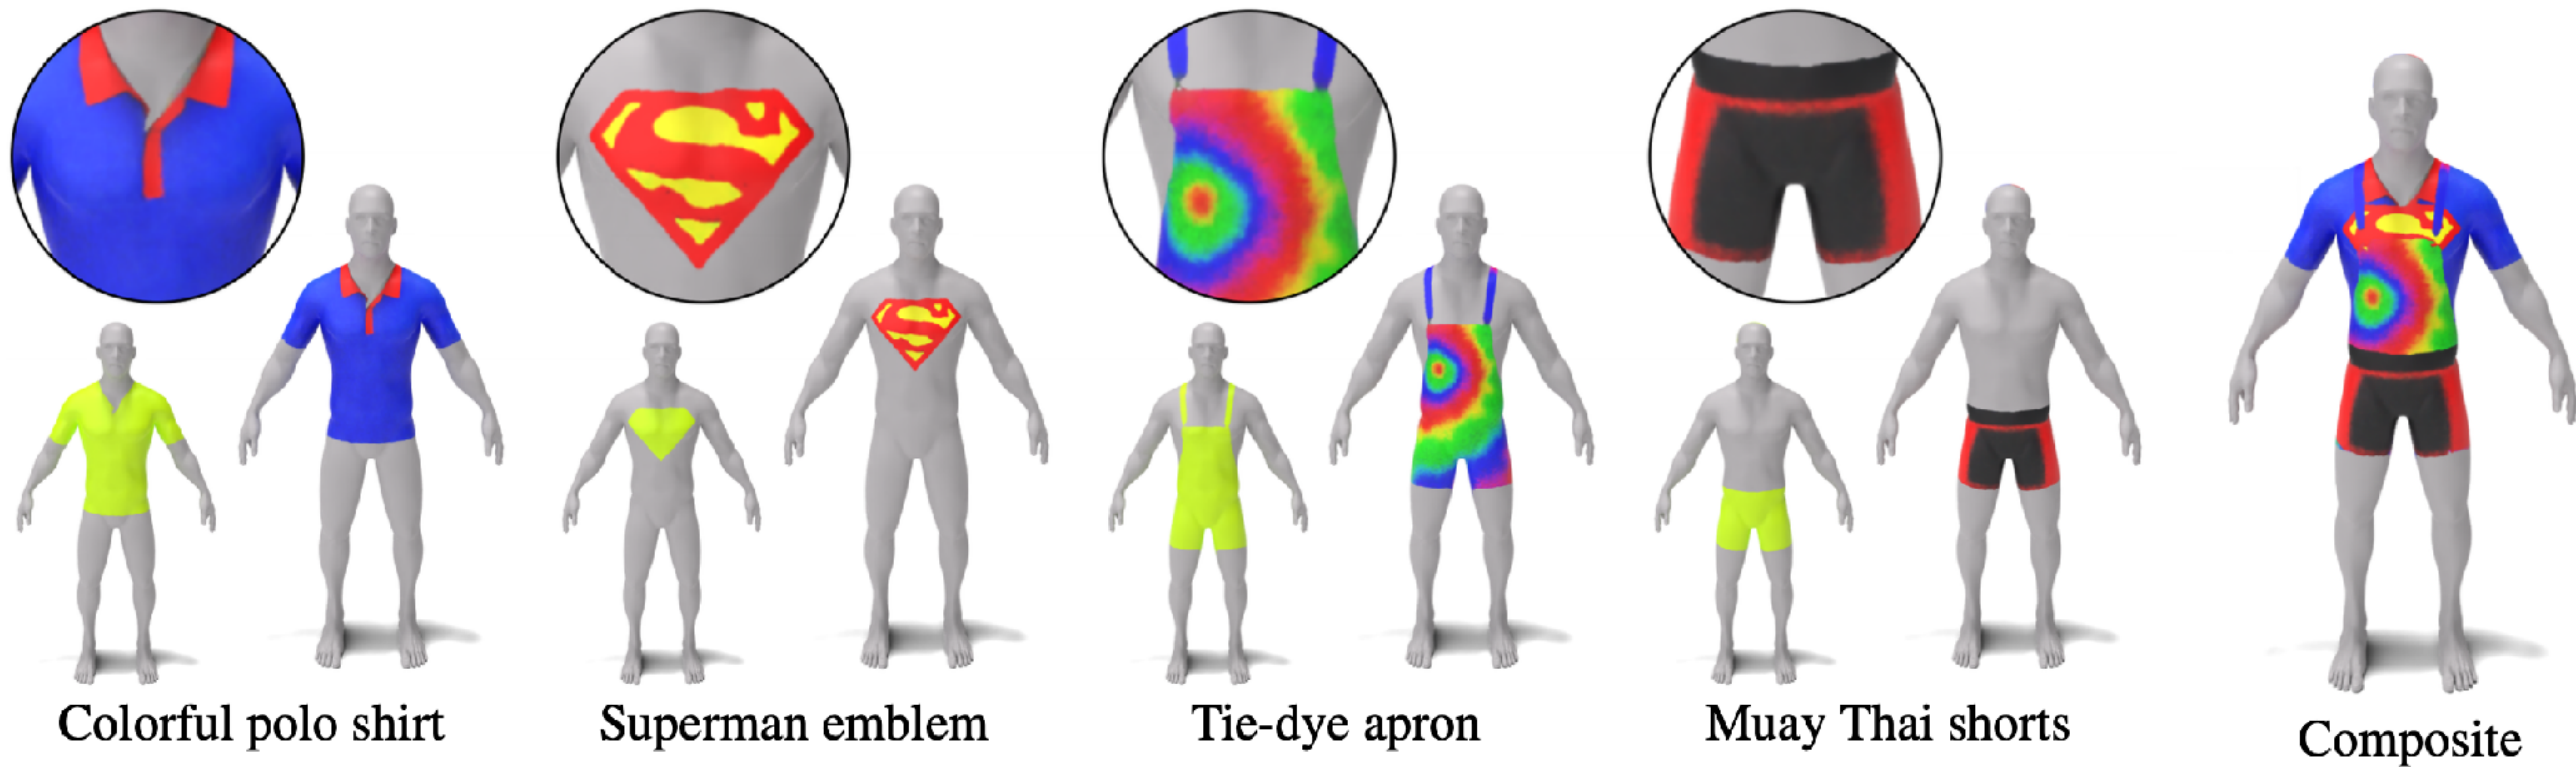 Colorful polo shirt
Superman emblem
Tie-dye apron
Muay Thai shorts
Composite